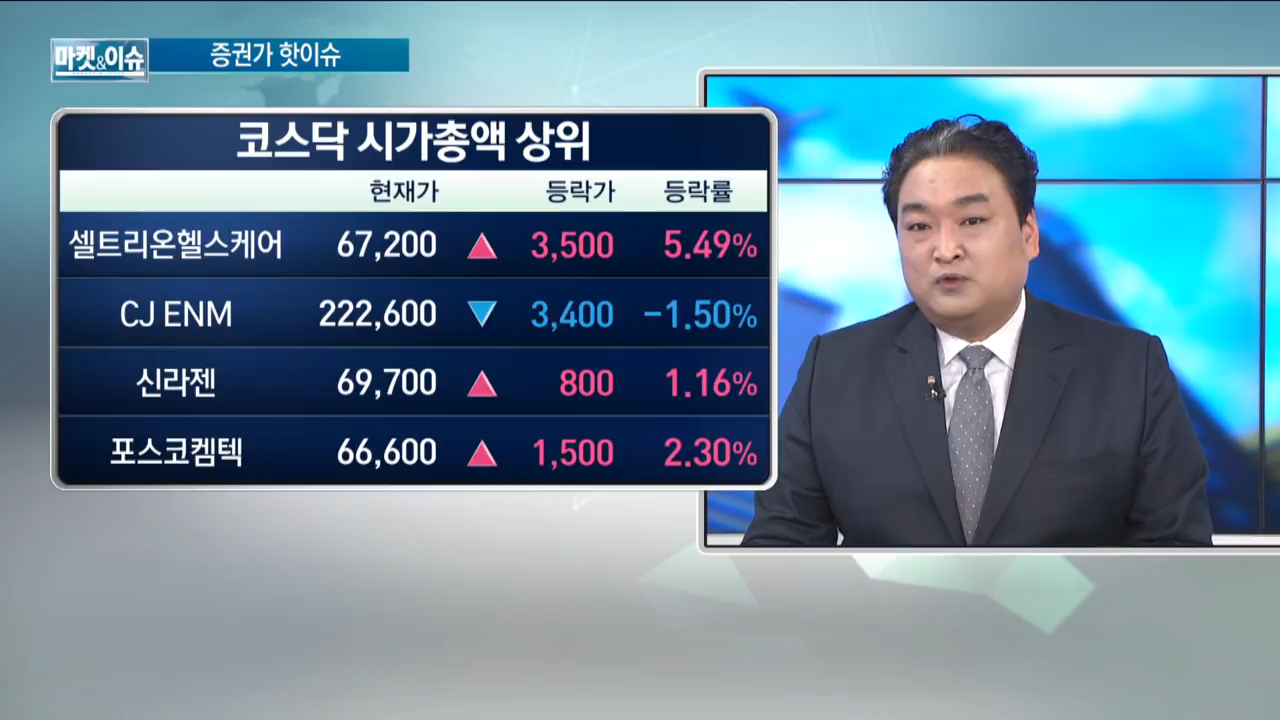 마켓&이슈 증권가 핫이슈
코스닥 시가총액 상위
현재가 등락가 등락률
셀트리온헬스케어 67,200 ▲ 3,500 5.49%
CJ ENM 222,600 ▼ 3,400 -1.50%
신라젠 69,700 ▲ 800 1.16%
포스코켐텍 66,600 ▲ 1,500 2.30%